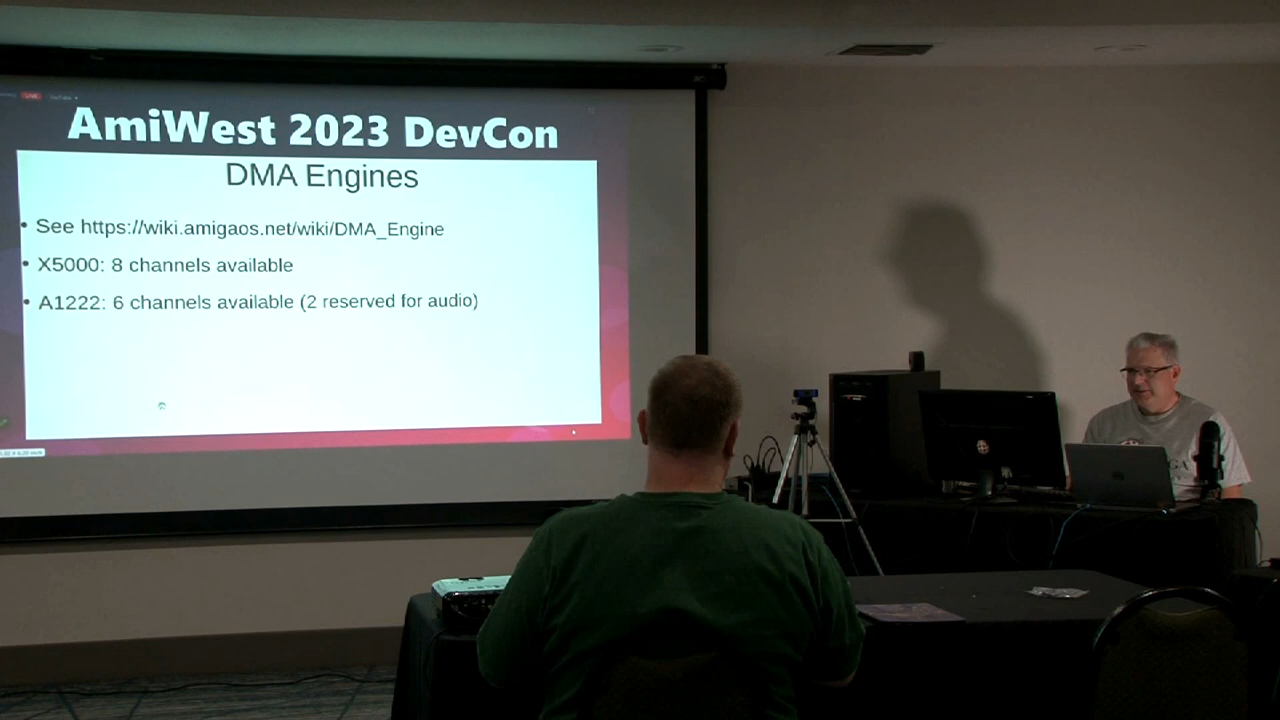 LIVE
AmiWest 2023 DevCon
DMA Engines
• See https://wiki.amigaos.net/wiki/DMA_Engine
• X5000: 8 channels available
• A1222: 6 channels available (2 reserved for audio)